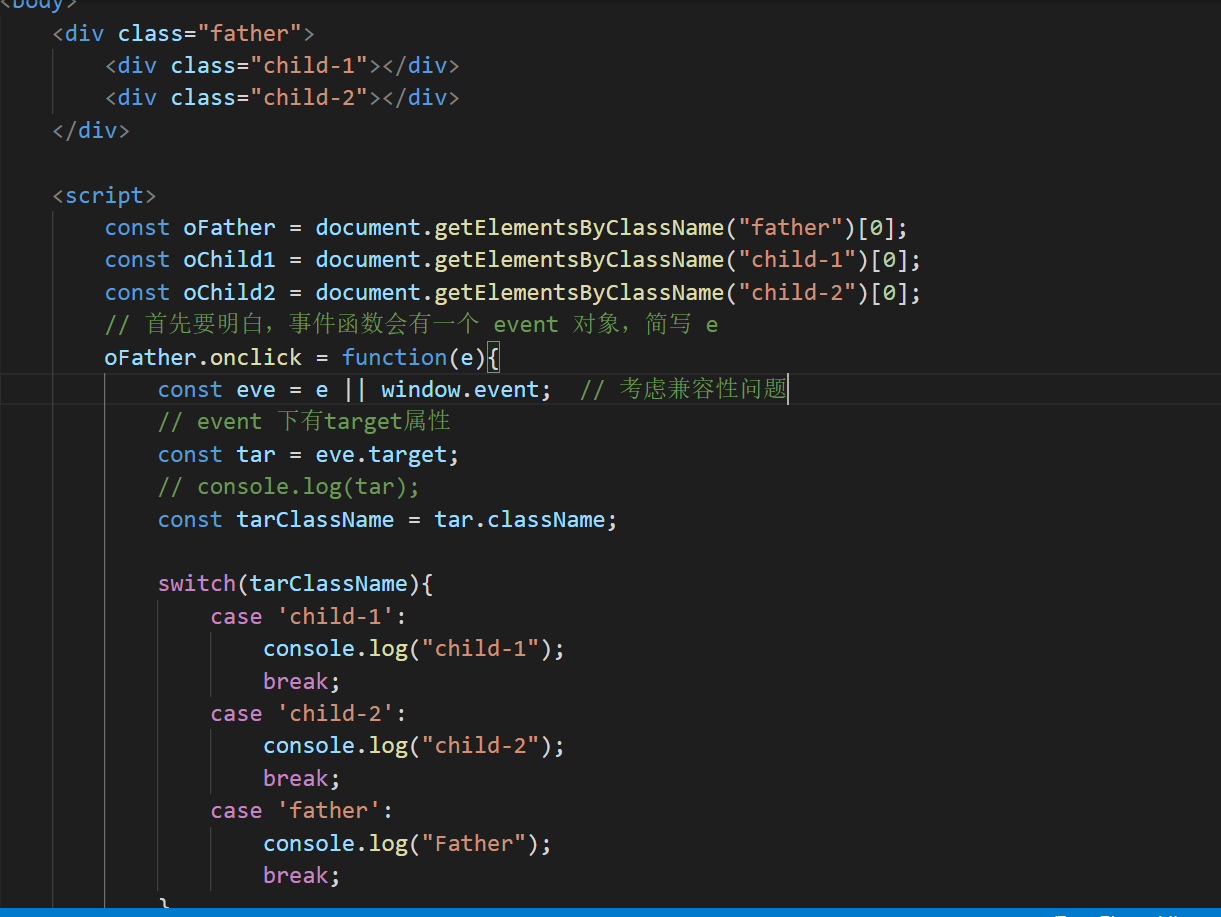 <body>
<div class="father">
<div class="child-1"></div>
<div class="child-2"></div>
</div>
<script>
const oFather = document.getElementsByClassName("father")[0];
const oChild1 = document.getElementsByClassName("child-1")[0];
const oChild2 = document.getElementsByClassName("child-2")[0];
// 首先要明白，事件函数会有一个 event 对象，简写 e
oFather.onclick = function(e){
const eve = e || window.event;  // 考虑兼容性问题
// event 下有target属性
const tar = eve.target;
// console.log(tar);
const tarClassName = tar.className;
switch(tarClassName){
case 'child-1':
console.log("child-1");
break;
case 'child-2':
console.log("child-2");
break;
case 'father':
console.log("Father");
break;
}